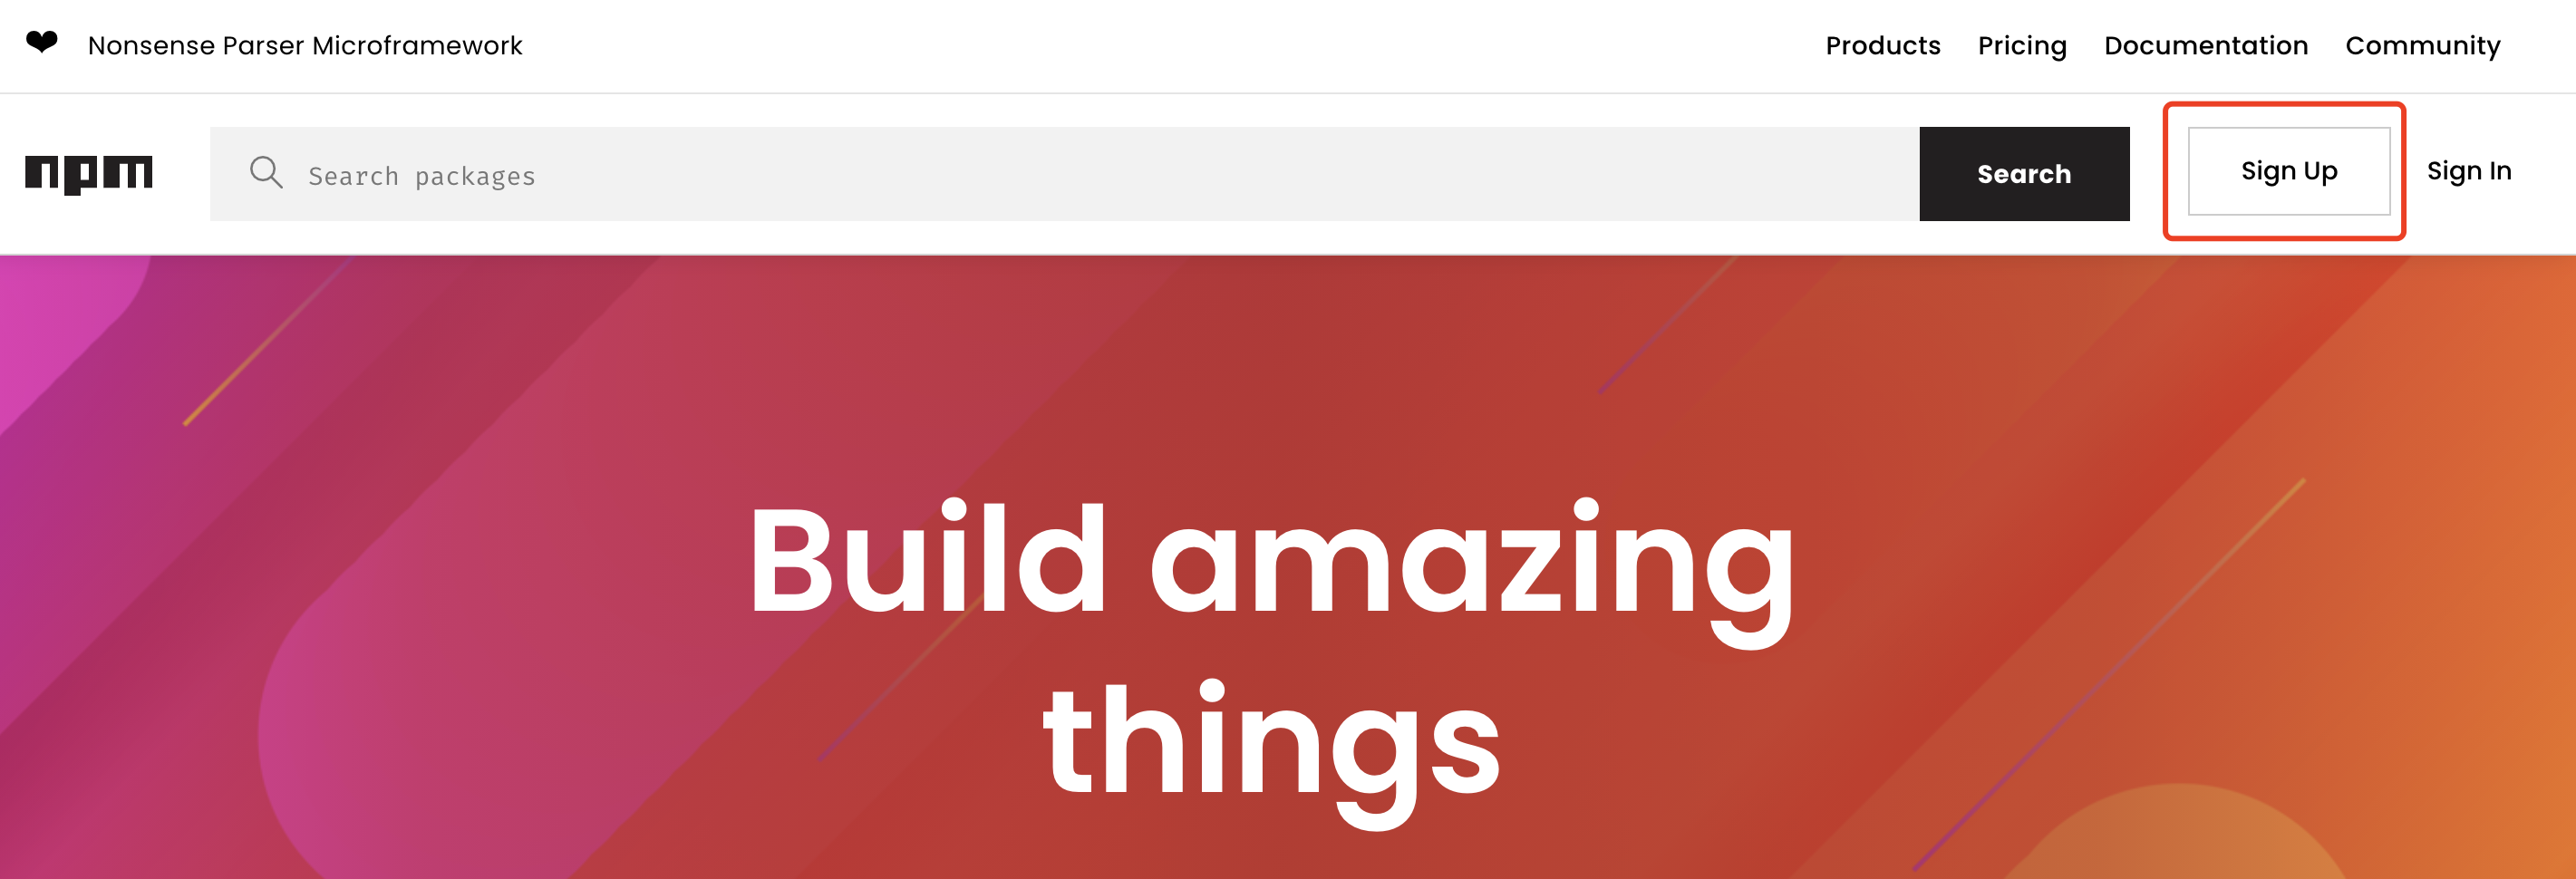 ❤ Nonsense Parser Microframework
Products Pricing Documentation Community
npm
Search packages
Search
Sign Up
Sign In
Build amazing
things